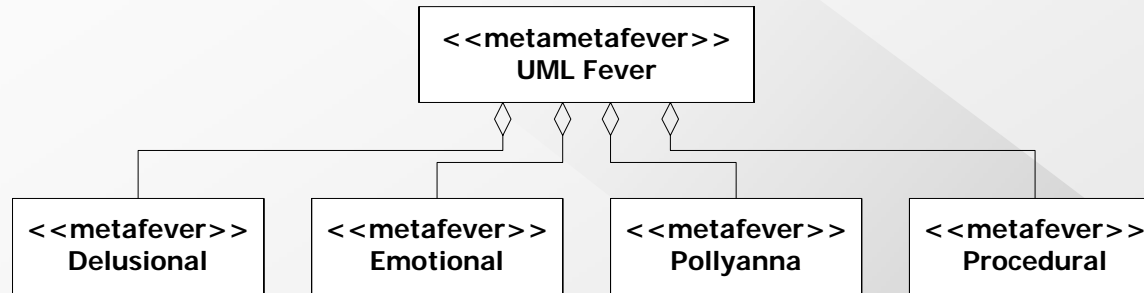 <<metametafever>>
UML Fever
<<metafever>>
Delusional
<<metafever>>
Emotional
<<metafever>>
Pollyanna
<<metafever>>
Procedural